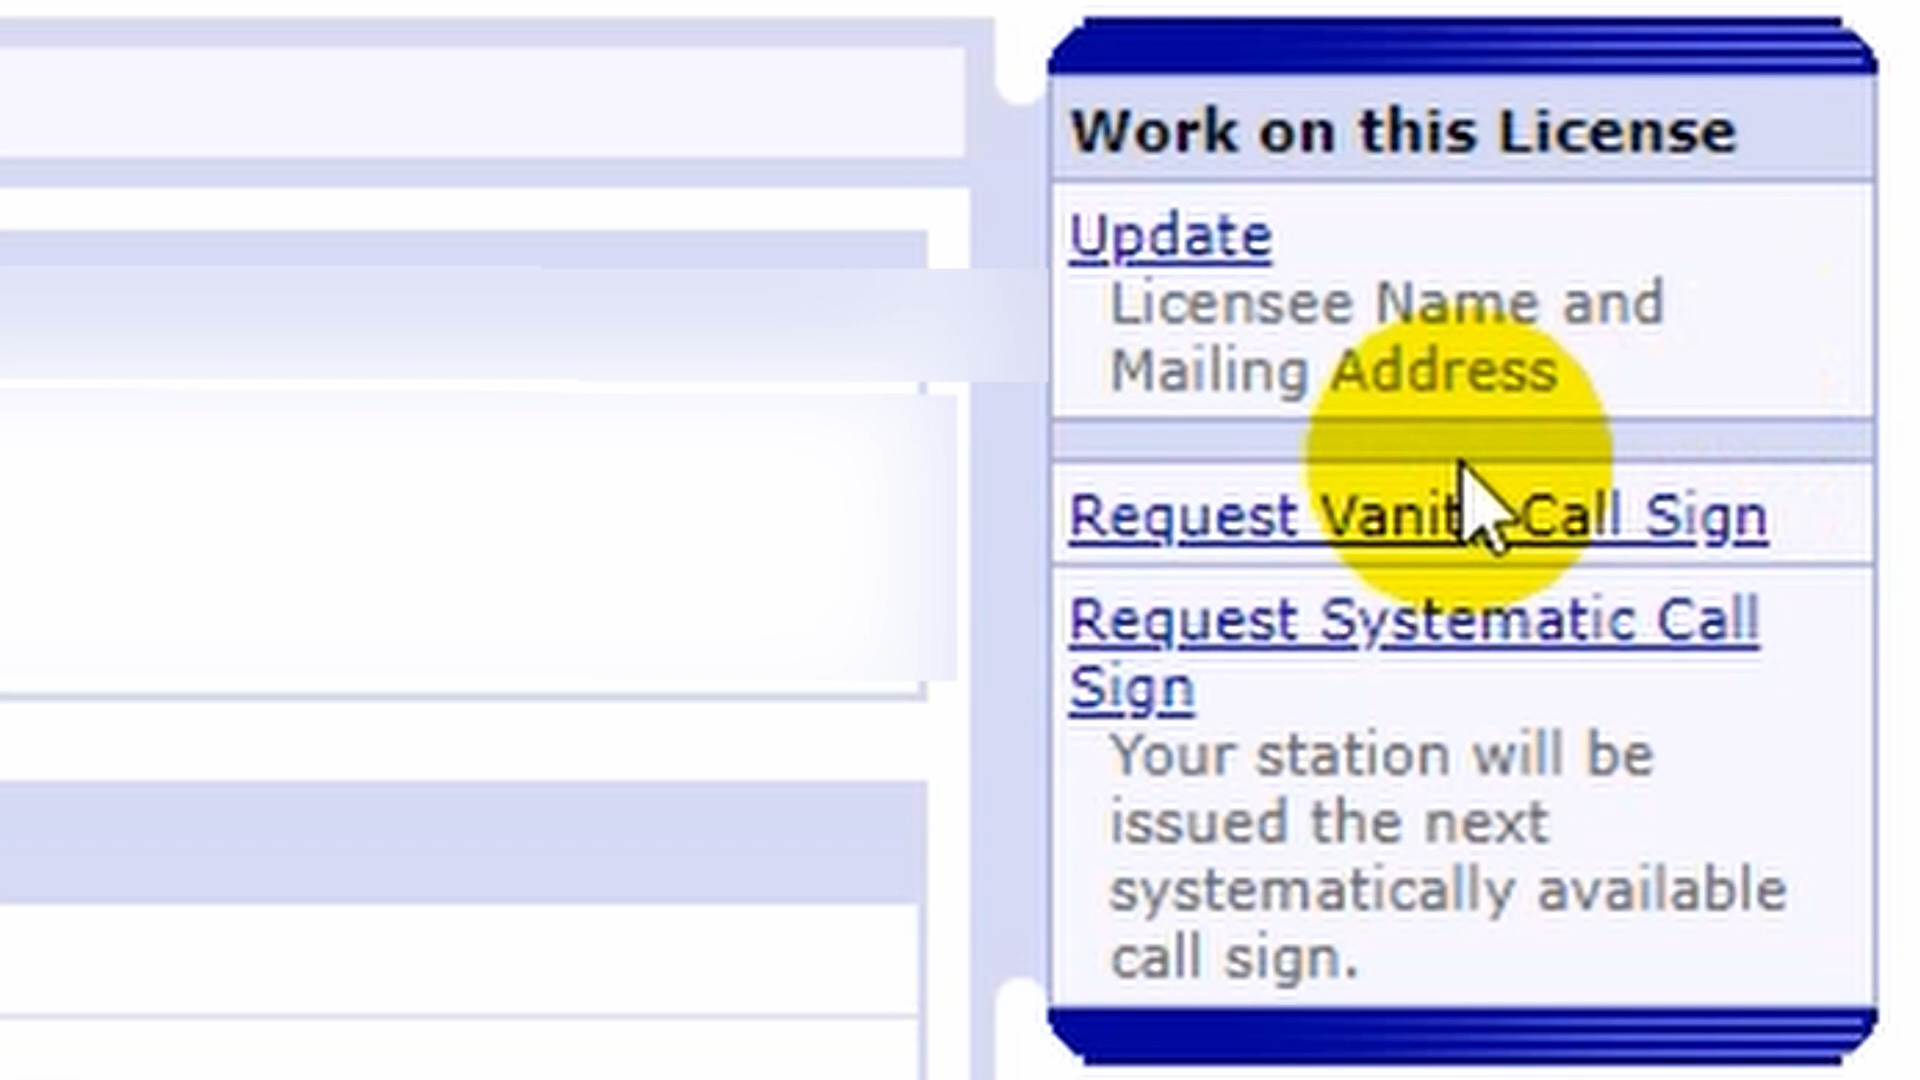 Work on this License
Update
Licensee Name and
Mailing Address
Request Vanity Call Sign
Request Systematic Call
Sign
Your station will be
issued the next
systematically available
call sign.